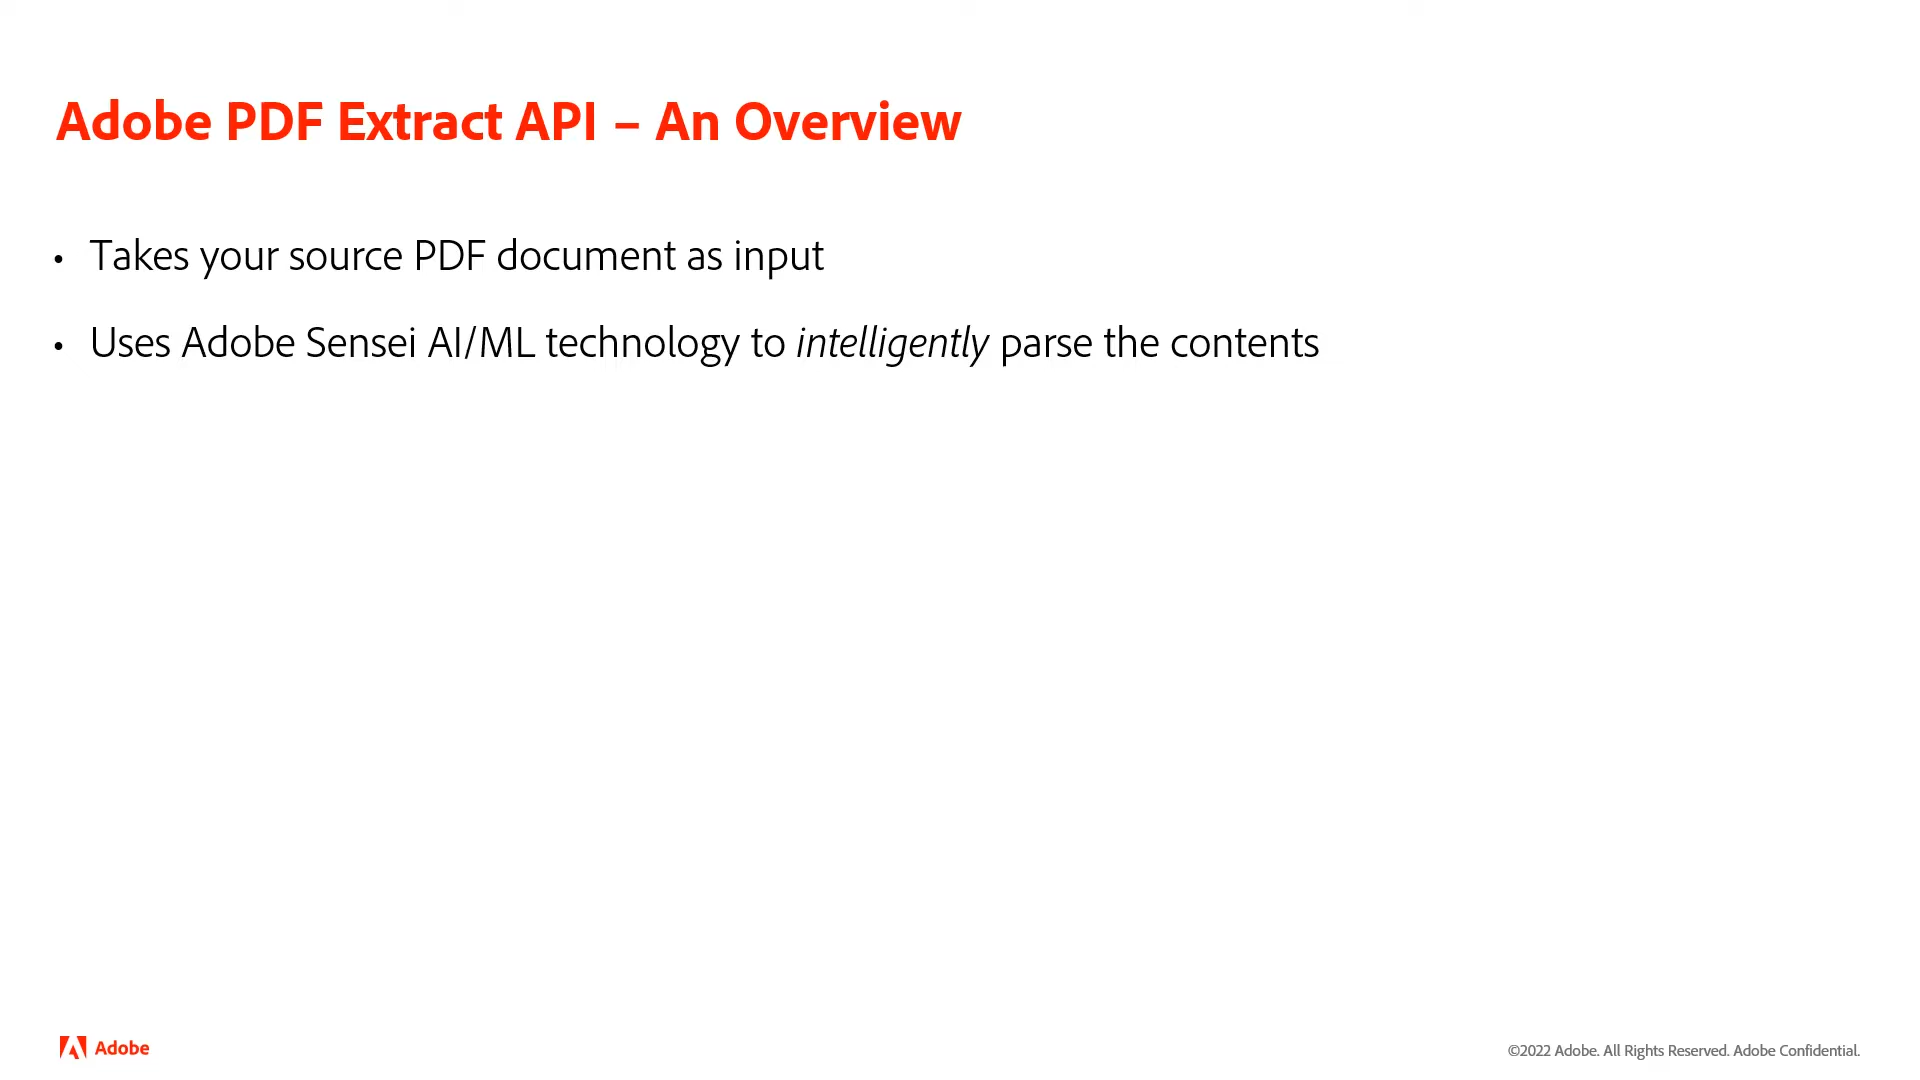 Adobe PDF Extract API – An Overview
• Takes your source PDF document as input
• Uses Adobe Sensei AI/ML technology to intelligently parse the contents
Adobe
©2022 Adobe. All Rights Reserved. Adobe Confidential.